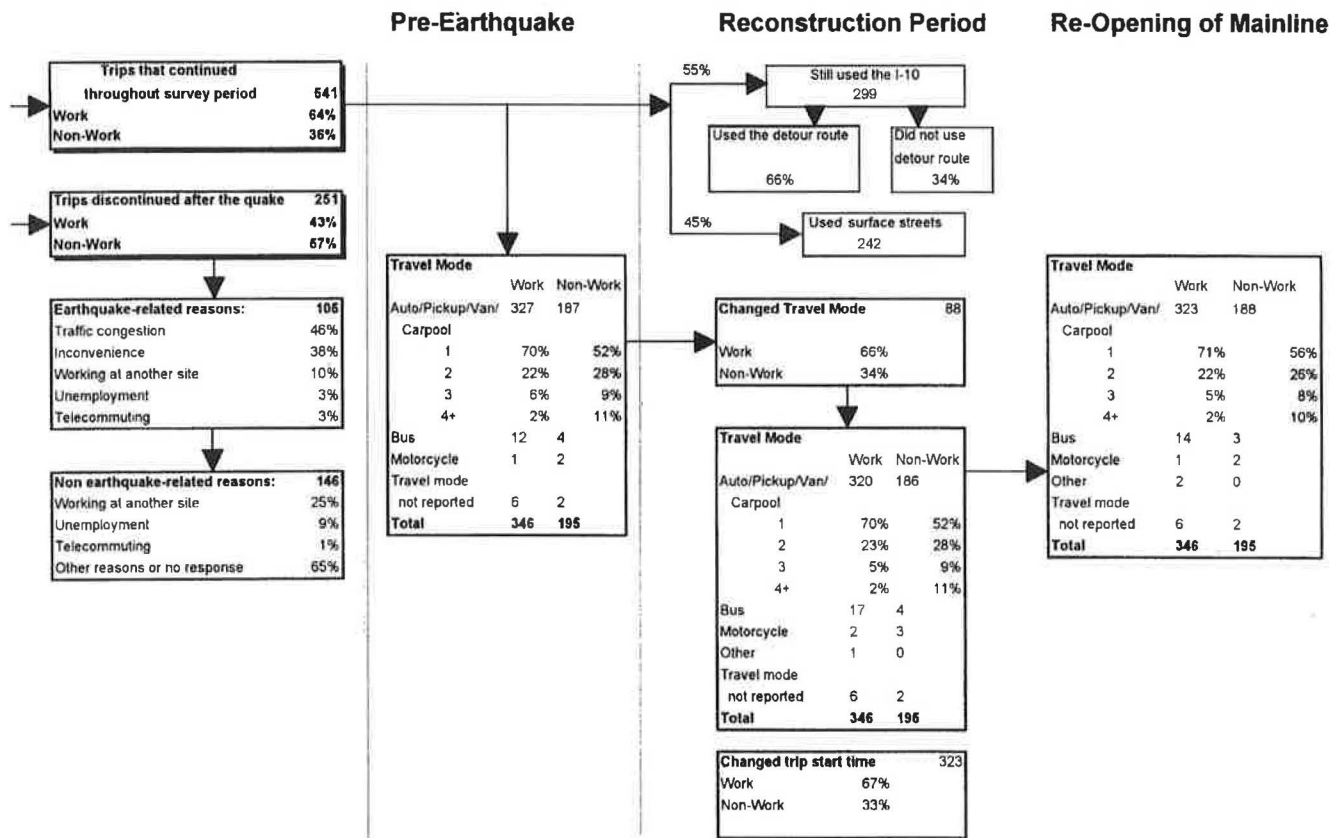 Pre-Earthquake
Reconstruction Period
Re-Opening of Mainline
Trips that continued
throughout survey period 541
Work 64%
Non-Work 36%
Trips discontinued after the quake 251
Work 43%
Non-Work 57%
Earthquake-related reasons: 105
Traffic congestion 46%
Inconvenience 38%
Working at another site 10%
Unemployment 3%
Telecommuting 3%
Non earthquake-related reasons: 146
Working at another site 25%
Unemployment 9%
Telecommuting 1%
Other reasons or no response 65%
Travel Mode
Work Non-Work
Auto/Pickup/Van/ 327 187
Carpool
1 70% 52%
2 22% 28%
3 6% 9%
4+ 2% 11%
Bus 12 4
Motorcycle 1 2
Travel mode
not reported 6 2
Total 346 195
55%
Still used the I-10
299
Used the detour route
66%
Did not use
detour route
34%
45%
Used surface streets
242
Changed Travel Mode 88
Work 66%
Non-Work 34%
Travel Mode
Work Non-Work
Auto/Pickup/Van/ 320 186
Carpool
1 70% 52%
2 23% 28%
3 5% 9%
4+ 2% 11%
Bus 17 4
Motorcycle 2 3
Other 1 0
Travel mode
not reported 6 2
Total 346 195
Changed trip start time 323
Work 67%
Non-Work 33%
Travel Mode
Work Non-Work
Auto/Pickup/Van/ 323 188
Carpool
1 71% 56%
2 22% 26%
3 5% 8%
4+ 2% 10%
Bus 14 3
Motorcycle 1 2
Other 2 0
Travel mode
not reported 6 2
Total 346 195